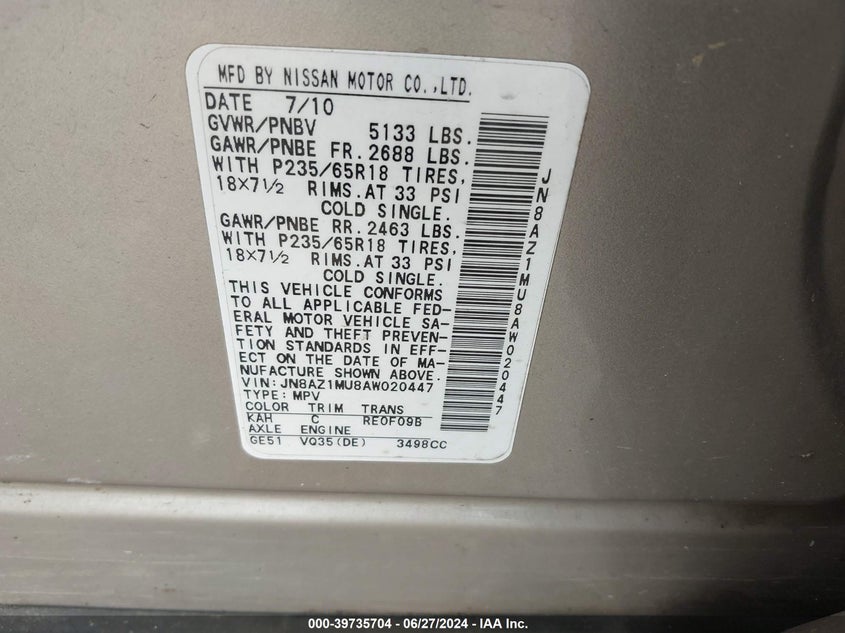 MFD BY NISSAN MOTOR CO.,LTD.
DATE 7/10
GVWR/PNBV 5133 LBS.
GAWR/PNBE FR.2688 LBS.
WITH P235/65R18 TIRES,
18×7½ RIMS.AT 33 PSI
COLD SINGLE.
GAWR/PNBE RR.2463 LBS.
WITH P235/65R18 TIRES,
18×7½ RIMS.AT 33 PSI
COLD SINGLE.
THIS VEHICLE CONFORMS
TO ALL APPLICABLE FED-
ERAL MOTOR VEHICLE SA-
FETY AND THEFT PREVEN-
TION STANDARDS IN EFF-
ECT ON THE DATE OF MA-
NUFACTURE SHOWN ABOVE.
VIN:JN8AZ1MU8AW020447
TYPE: MPV
COLOR TRIM TRANS
KAH C RE0F09B
AXLE ENGINE
GE51 VQ35(DE) 3498CC
JN8AZ1MU8AW020447
000-39735704 - 06/27/2024 - IAA Inc.